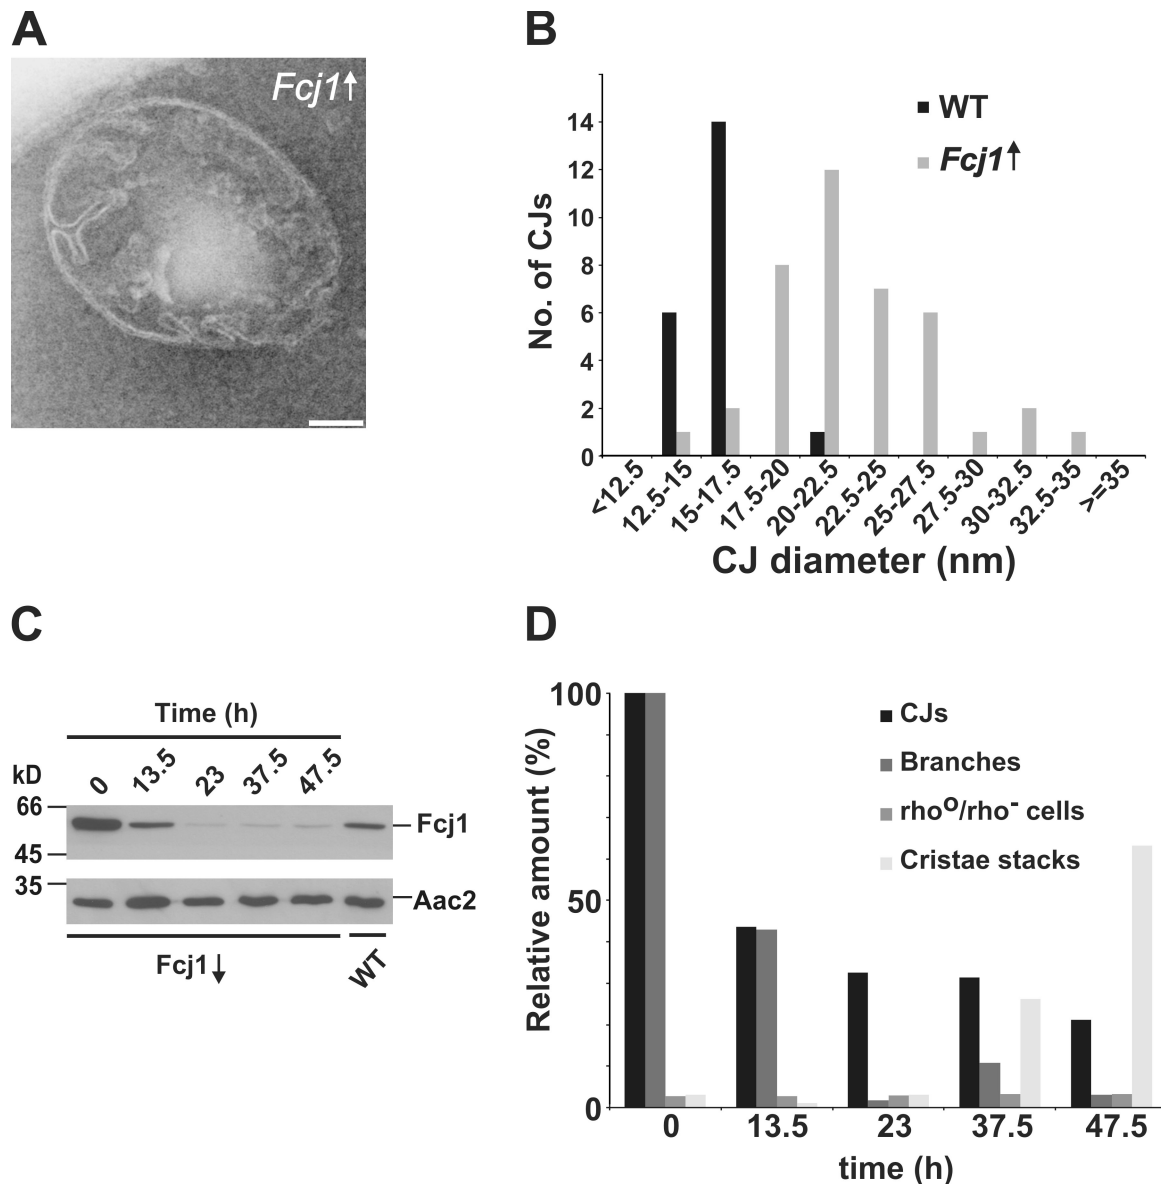 A
Fcj1↑
B
14
12
10
8
6
4
2
0
No. of CJs
WT
Fcj1↑
<12.5
12.5-15
15-17.5
17.5-20
20-22.5
22.5-25
25-27.5
27.5-30
30-32.5
32.5-35
>=35
CJ diameter (nm)
C
Time (h)
kD
0 13.5 23 37.5 47.5
66
45
35
Fcj1
Aac2
Fcj1↓
WT
D
100
50
0
Relative amount (%)
CJs
Branches
rhoº/rho- cells
Cristae stacks
0 13.5 23 37.5 47.5
time (h)